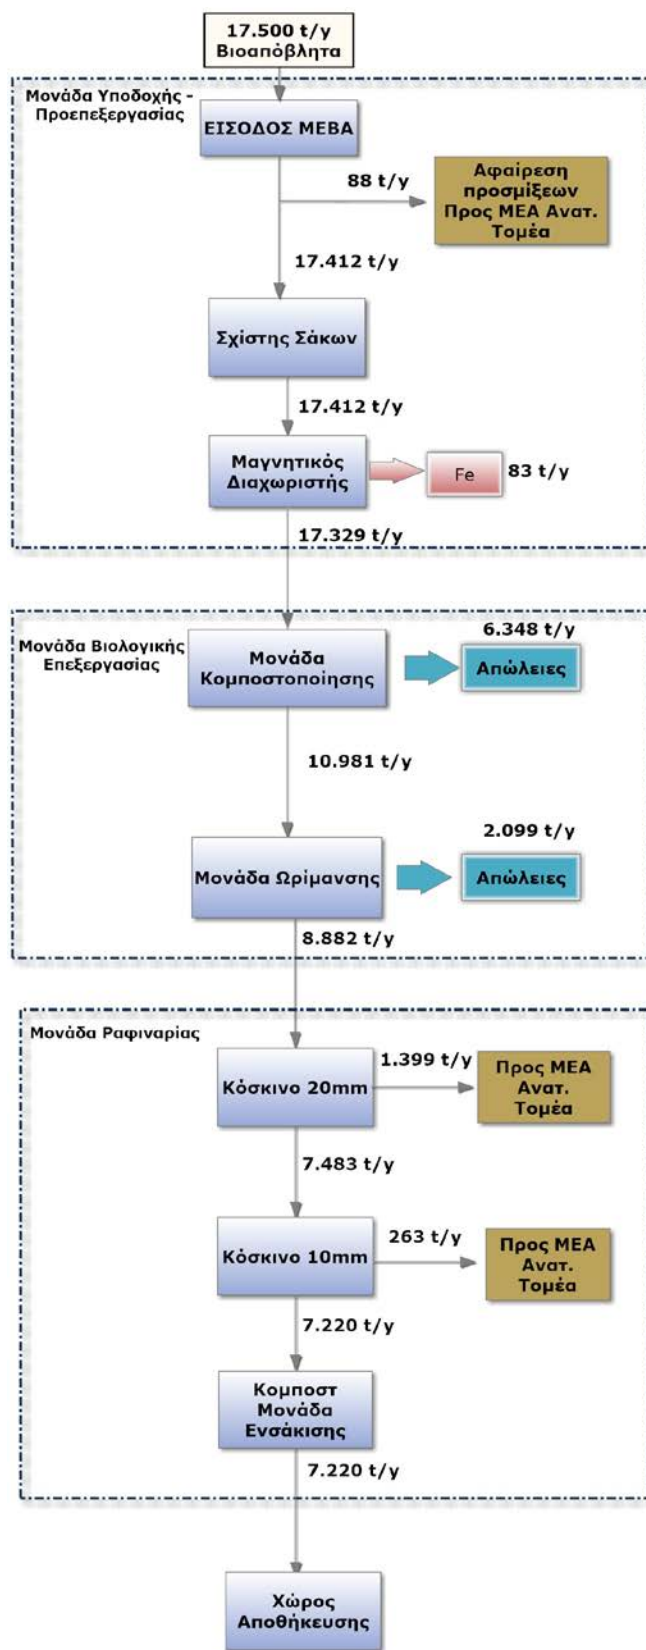 17.500 t/y
Βιοαπόβλητα
Μονάδα Υποδοχής -
Προεπεξεργασίας
ΕΙΣΟΔΟΣ ΜΕΒΑ
88 t/y
Αφαίρεση
προσμίξεων
Προς ΜΕΑ Ανατ.
Τομέα
17.412 t/y
Σχίστης Σάκων
17.412 t/y
Μαγνητικός
Διαχωριστής
Fe
83 t/y
17.329 t/y
Μονάδα Βιολογικής
Επεξεργασίας
Μονάδα
Κομποστοποίησης
6.348 t/y
Απώλειες
10.981 t/y
Μονάδα Ωρίμανσης
2.099 t/y
Απώλειες
8.882 t/y
Μονάδα Ραφιναρίας
Κόσκινο 20mm
1.399 t/y
Προς ΜΕΑ
Ανατ.
Τομέα
7.483 t/y
Κόσκινο 10mm
263 t/y
Προς ΜΕΑ
Ανατ.
Τομέα
7.220 t/y
Κομποστ
Μονάδα
Ενσάκισης
7.220 t/y
Χώρος
Αποθήκευσης